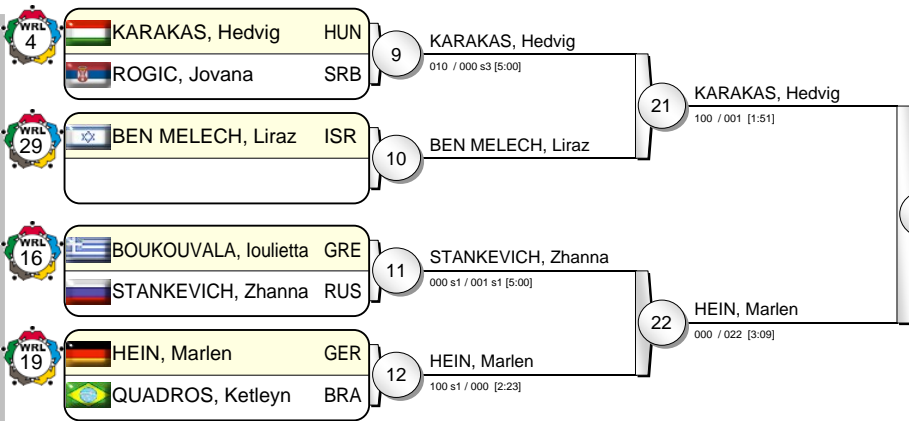 WRL
4
KARAKAS, Hedvig HUN
ROGIC, Jovana SRB
9
KARAKAS, Hedvig
010 / 000 s3 [5:00]
WRL
29
BEN MELECH, Liraz ISR
10
BEN MELECH, Liraz
21
KARAKAS, Hedvig
100 / 001 [1:51]
WRL
16
BOUKOUVALA, Ioulietta GRE
STANKEVICH, Zhanna RUS
11
STANKEVICH, Zhanna
000 s1 / 001 s1 [5:00]
WRL
19
HEIN, Marlen GER
QUADROS, Ketleyn BRA
12
HEIN, Marlen
100 s1 / 000 [2:23]
22
HEIN, Marlen
000 / 022 [3:09]